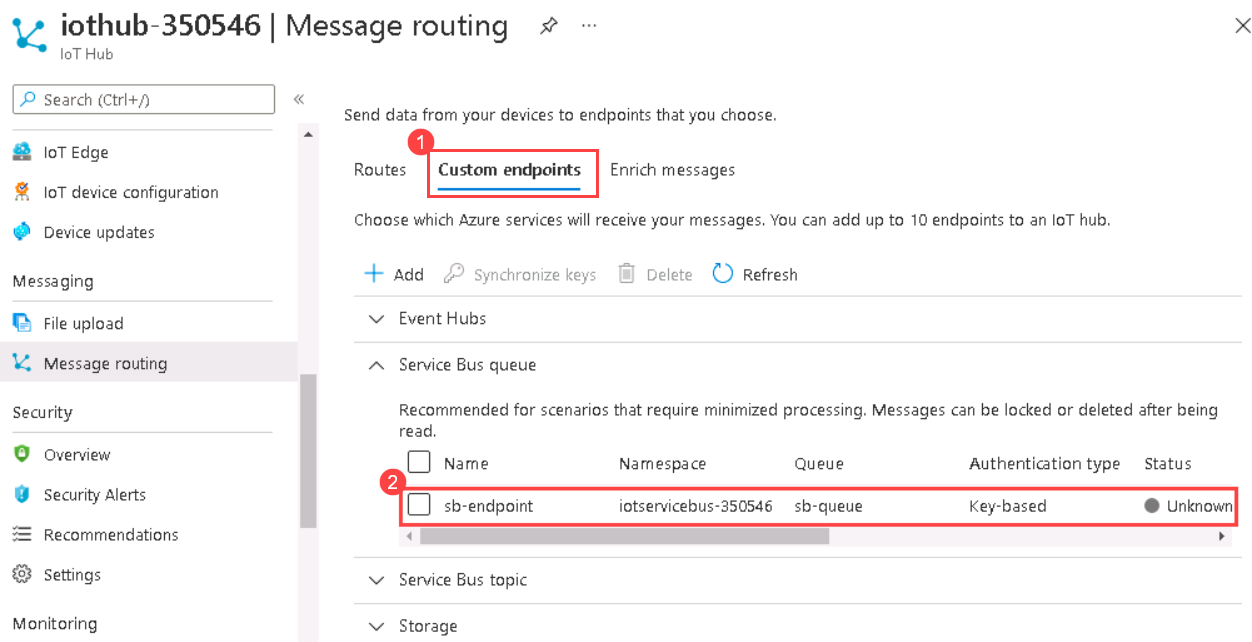 iothub-350546 | Message routing
IoT Hub
Search (Ctrl+/)
IoT Edge
IoT device configuration
Device updates
Messaging
File upload
Message routing
Security
Overview
Security Alerts
Recommendations
Settings
Monitoring
Send data from your devices to endpoints that you choose.
1
Routes Custom endpoints Enrich messages
Choose which Azure services will receive your messages. You can add up to 10 endpoints to an IoT hub.
Add Synchronize keys Delete Refresh
Event Hubs
Service Bus queue
Recommended for scenarios that require minimized processing. Messages can be locked or deleted after being
read.
Name Namespace Queue Authentication type Status
2
sb-endpoint iotservicebus-350546 sb-queue Key-based Unknown
Service Bus topic
Storage